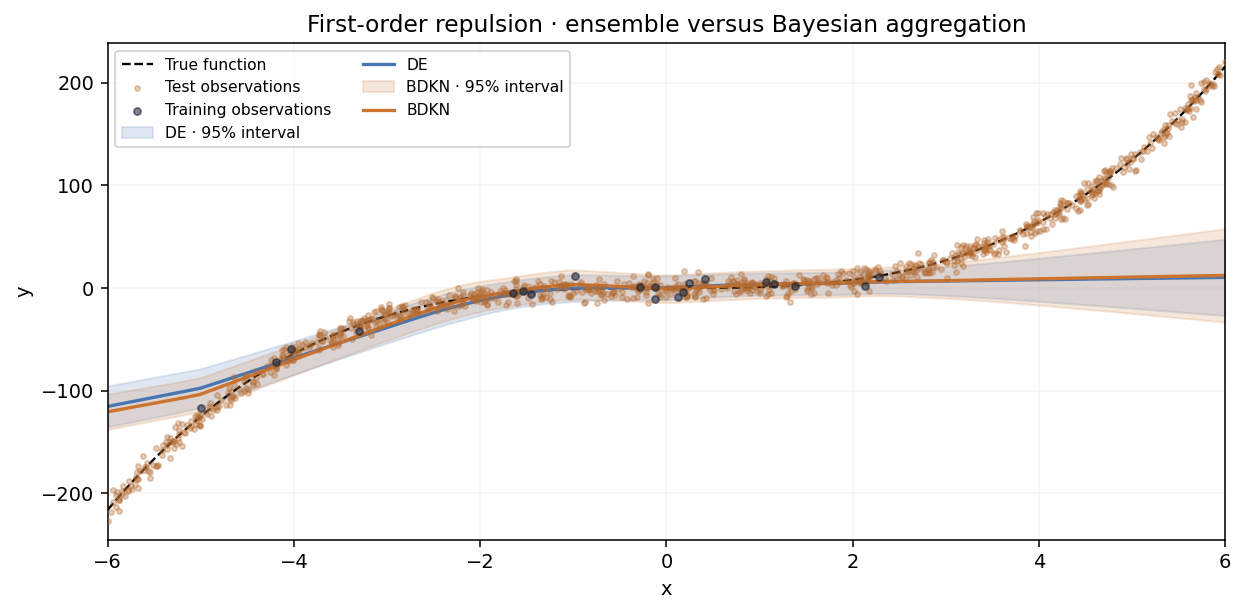 First-order repulsion · ensemble versus Bayesian aggregation
True function
Test observations
Training observations
DE · 95% interval
DE
BDKN · 95% interval
BDKN
y
200
100
0
−100
−200
−6
−4
−2
0
2
4
6
x